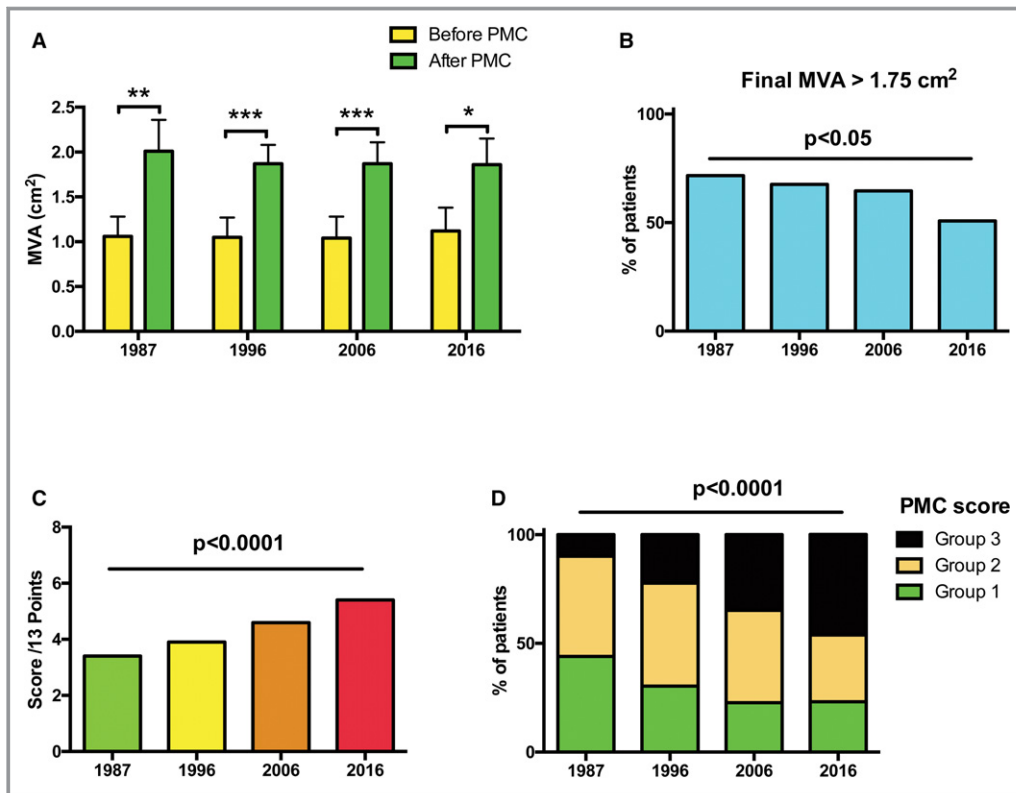 A
Before PMC
After PMC
MVA (cm²)
2.5
2.0
1.5
1.0
0.5
0.0
**
***
***
*
1987 1996 2006 2016
B
Final MVA > 1.75 cm²
% of patients
100
50
0
p<0.05
1987 1996 2006 2016
C
Score /13 Points
8
6
4
2
0
p<0.0001
1987 1996 2006 2016
D
p<0.0001
% of patients
100
50
0
1987 1996 2006 2016
PMC score
Group 3
Group 2
Group 1